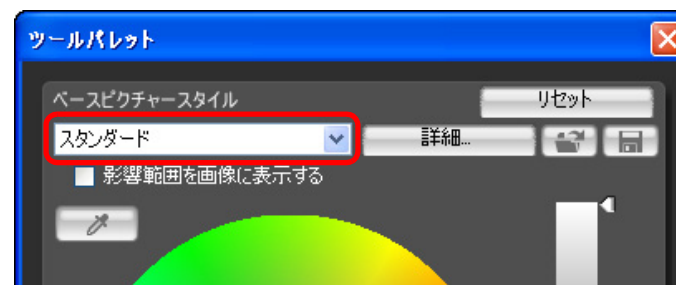 ツールパレット
ベースピクチャースタイル リセット
スタンダード 詳細...
影響範囲を画像に表示する